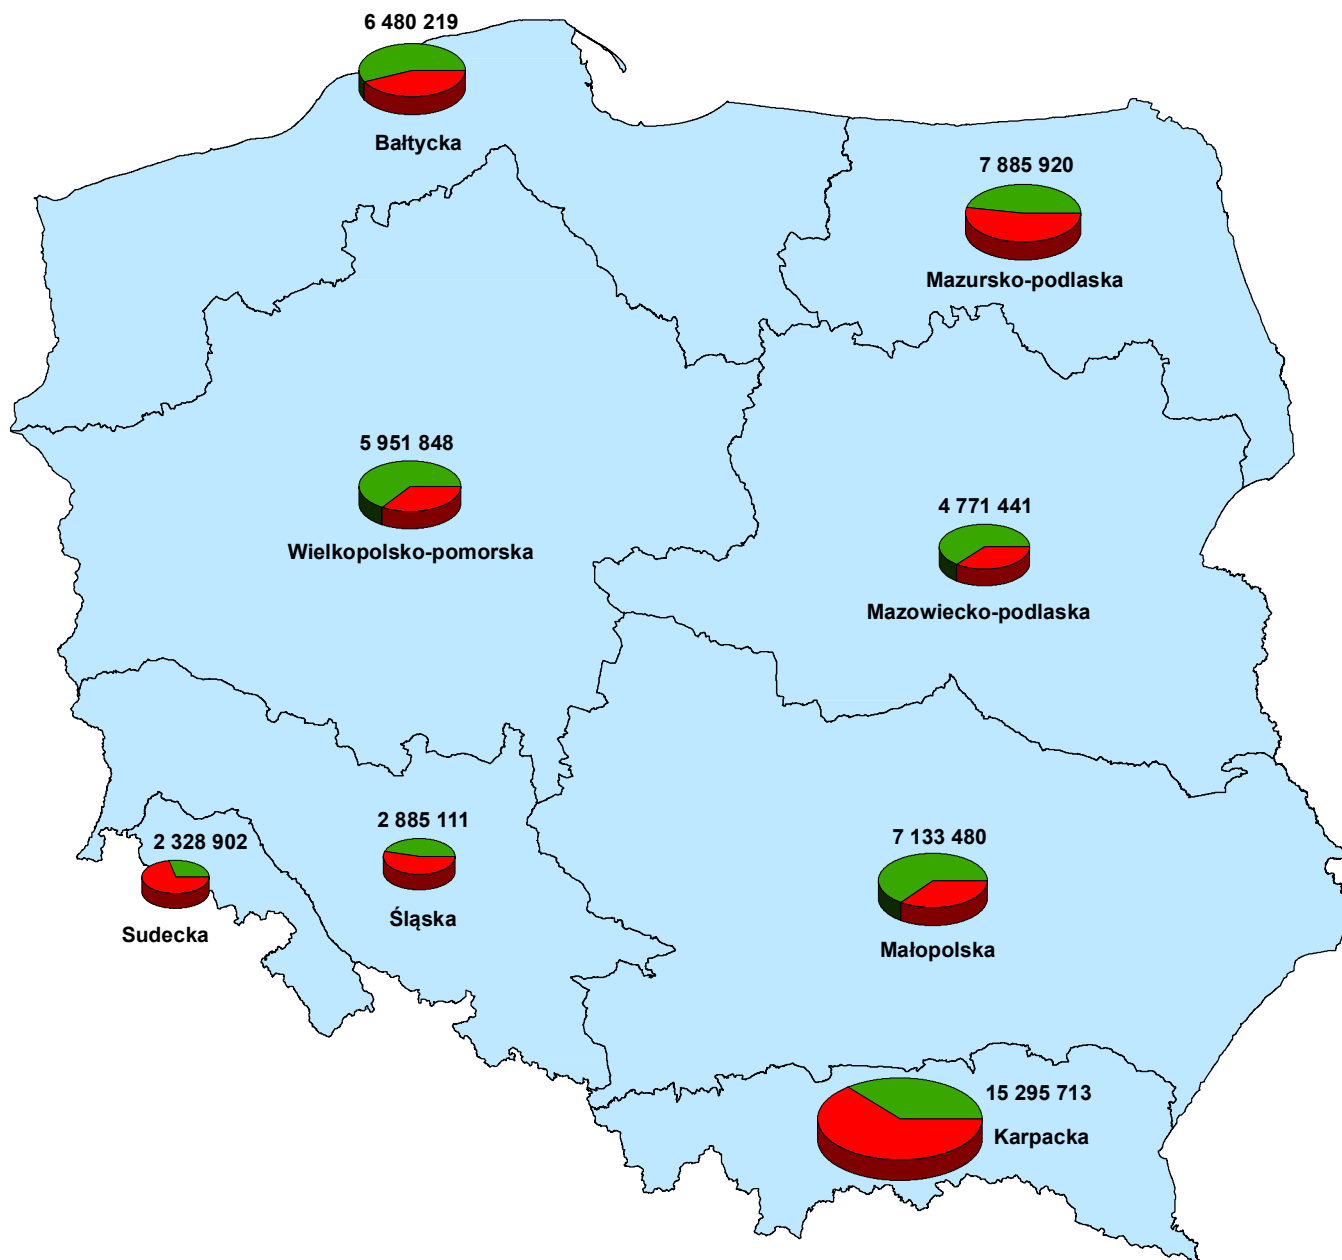 6 480 219
Bałtycka
7 885 920
Mazursko-podlaska
5 951 848
Wielkopolsko-pomorska
4 771 441
Mazowiecko-podlaska
2 328 902
Sudecka
2 885 111
Śląska
7 133 480
Małopolska
15 295 713
Karpacka